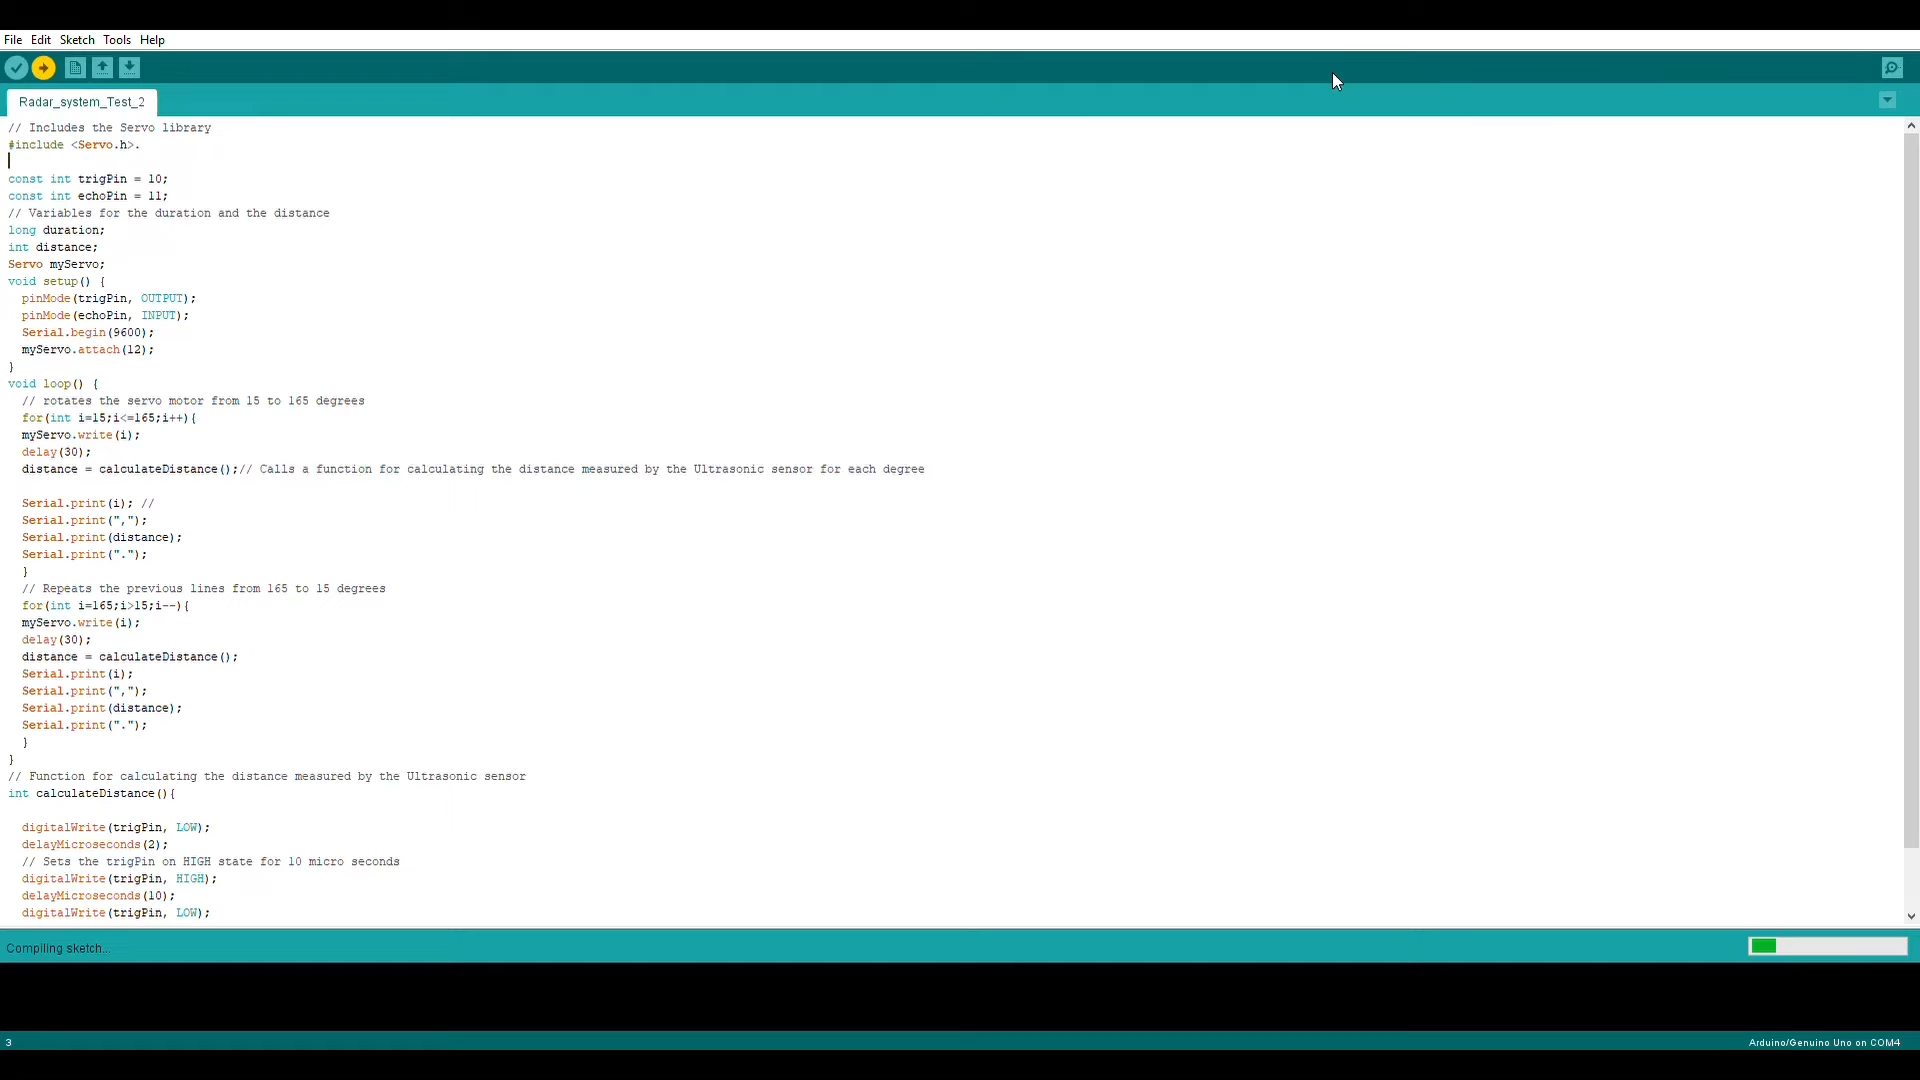 File Edit Sketch Tools Help
Radar_system_Test_2
// Includes the Servo library
#include <Servo.h>.
const int trigPin = 10;
const int echoPin = 11;
// Variables for the duration and the distance
long duration;
int distance;
Servo myServo;
void setup() {
  pinMode(trigPin, OUTPUT);
  pinMode(echoPin, INPUT);
  Serial.begin(9600);
  myServo.attach(12);
}
void loop() {
  // rotates the servo motor from 15 to 165 degrees
  for(int i=15;i<=165;i++){
  myServo.write(i);
  delay(30);
  distance = calculateDistance();// Calls a function for calculating the distance measured by the Ultrasonic sensor for each degree
  Serial.print(i); //
  Serial.print(",");
  Serial.print(distance);
  Serial.print(".");
  }
  // Repeats the previous lines from 165 to 15 degrees
  for(int i=165;i>15;i--){
  myServo.write(i);
  delay(30);
  distance = calculateDistance();
  Serial.print(i);
  Serial.print(",");
  Serial.print(distance);
  Serial.print(".");
  }
}
// Function for calculating the distance measured by the Ultrasonic sensor
int calculateDistance(){
  digitalWrite(trigPin, LOW);
  delayMicroseconds(2);
  // Sets the trigPin on HIGH state for 10 micro seconds
  digitalWrite(trigPin, HIGH);
  delayMicroseconds(10);
  digitalWrite(trigPin, LOW);
Compiling sketch...
3
Arduino/Genuino Uno on COM4